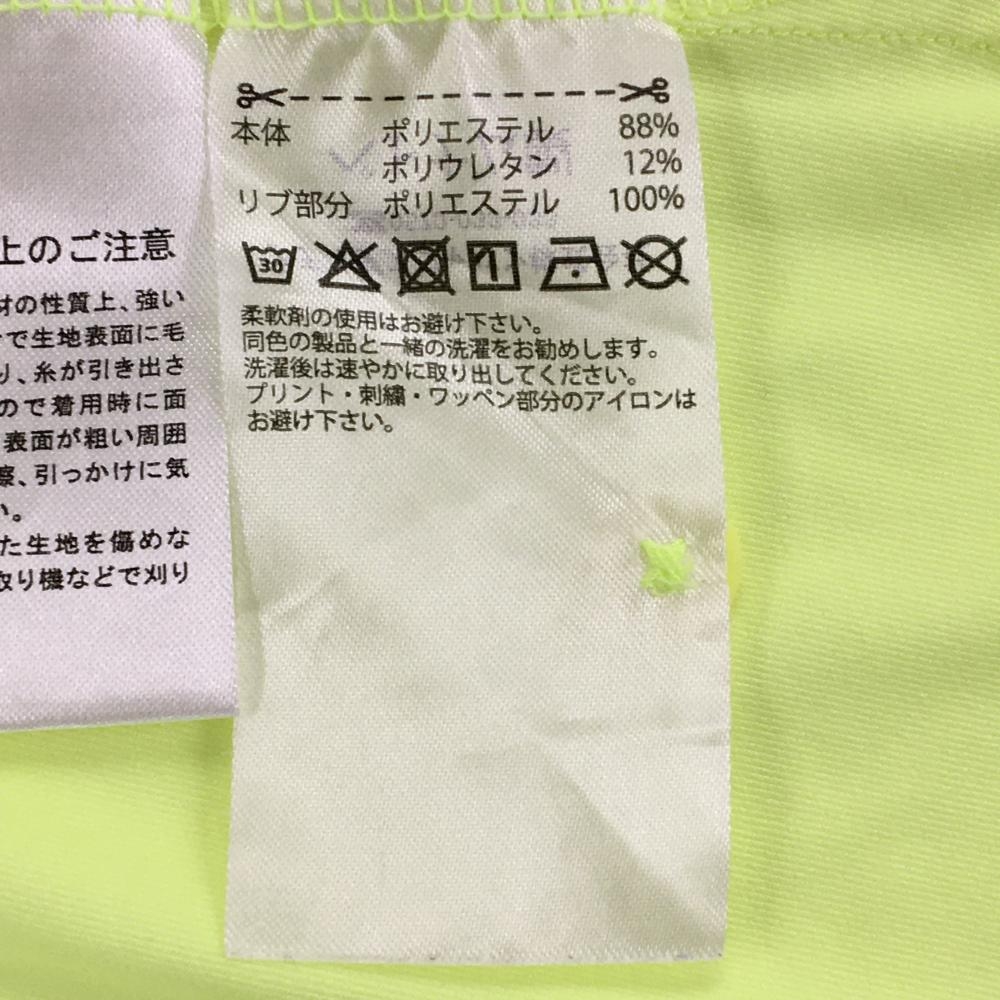 上のご注意
材の性質上、強い
で生地表面に毛
り、糸が引き出さ
ので着用時に面
表面が粗い周囲
擦、引っかけに気
い。
た生地を傷めな
取り機などで刈り
本体 ポリエステル 88%
ポリウレタン 12%
リブ部分 ポリエステル 100%
30
柔軟剤の使用はお避け下さい。
同色の製品と一緒の洗濯をお勧めします。
洗濯後は速やかに取り出してください。
プリント・刺繍・ワッペン部分のアイロンは
お避け下さい。